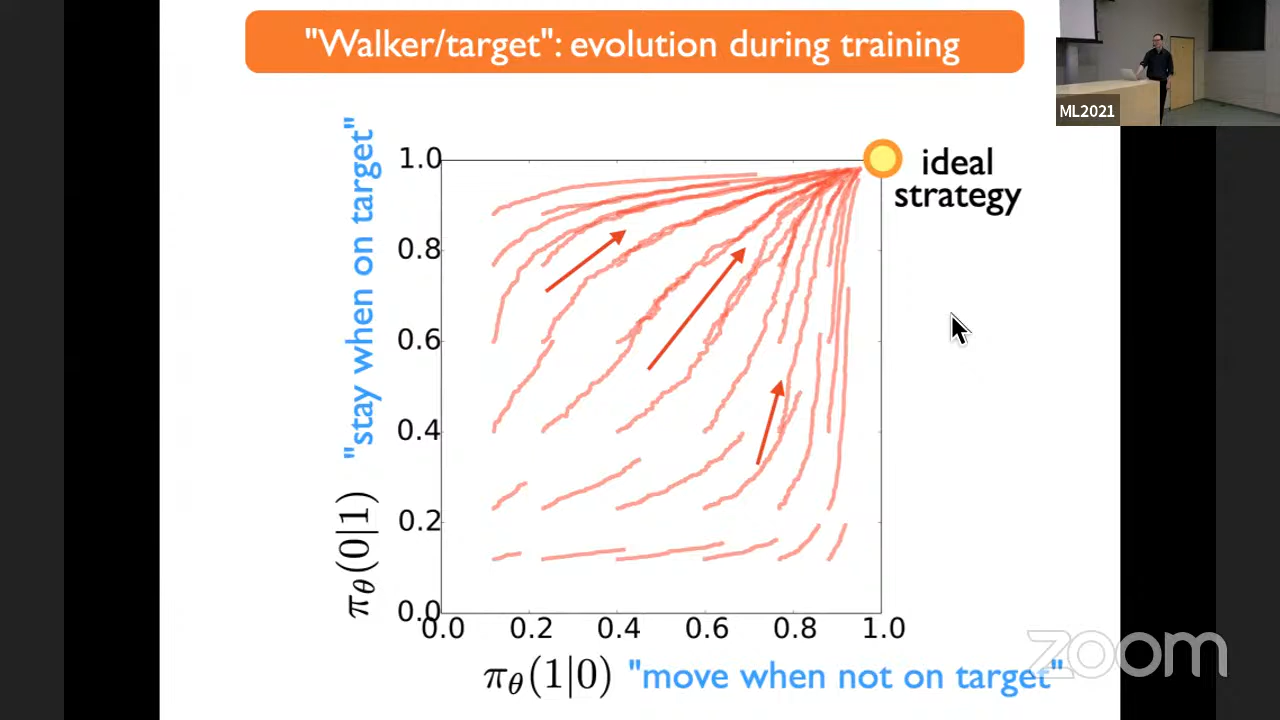 "Walker/target": evolution during training
ML2021
"stay when on target"
πθ(0|1)
1.0
0.8
0.6
0.4
0.2
0.0
ideal
strategy
0.0 0.2 0.4 0.6 0.8 1.0
πθ(1|0) "move when not on target"
zoom